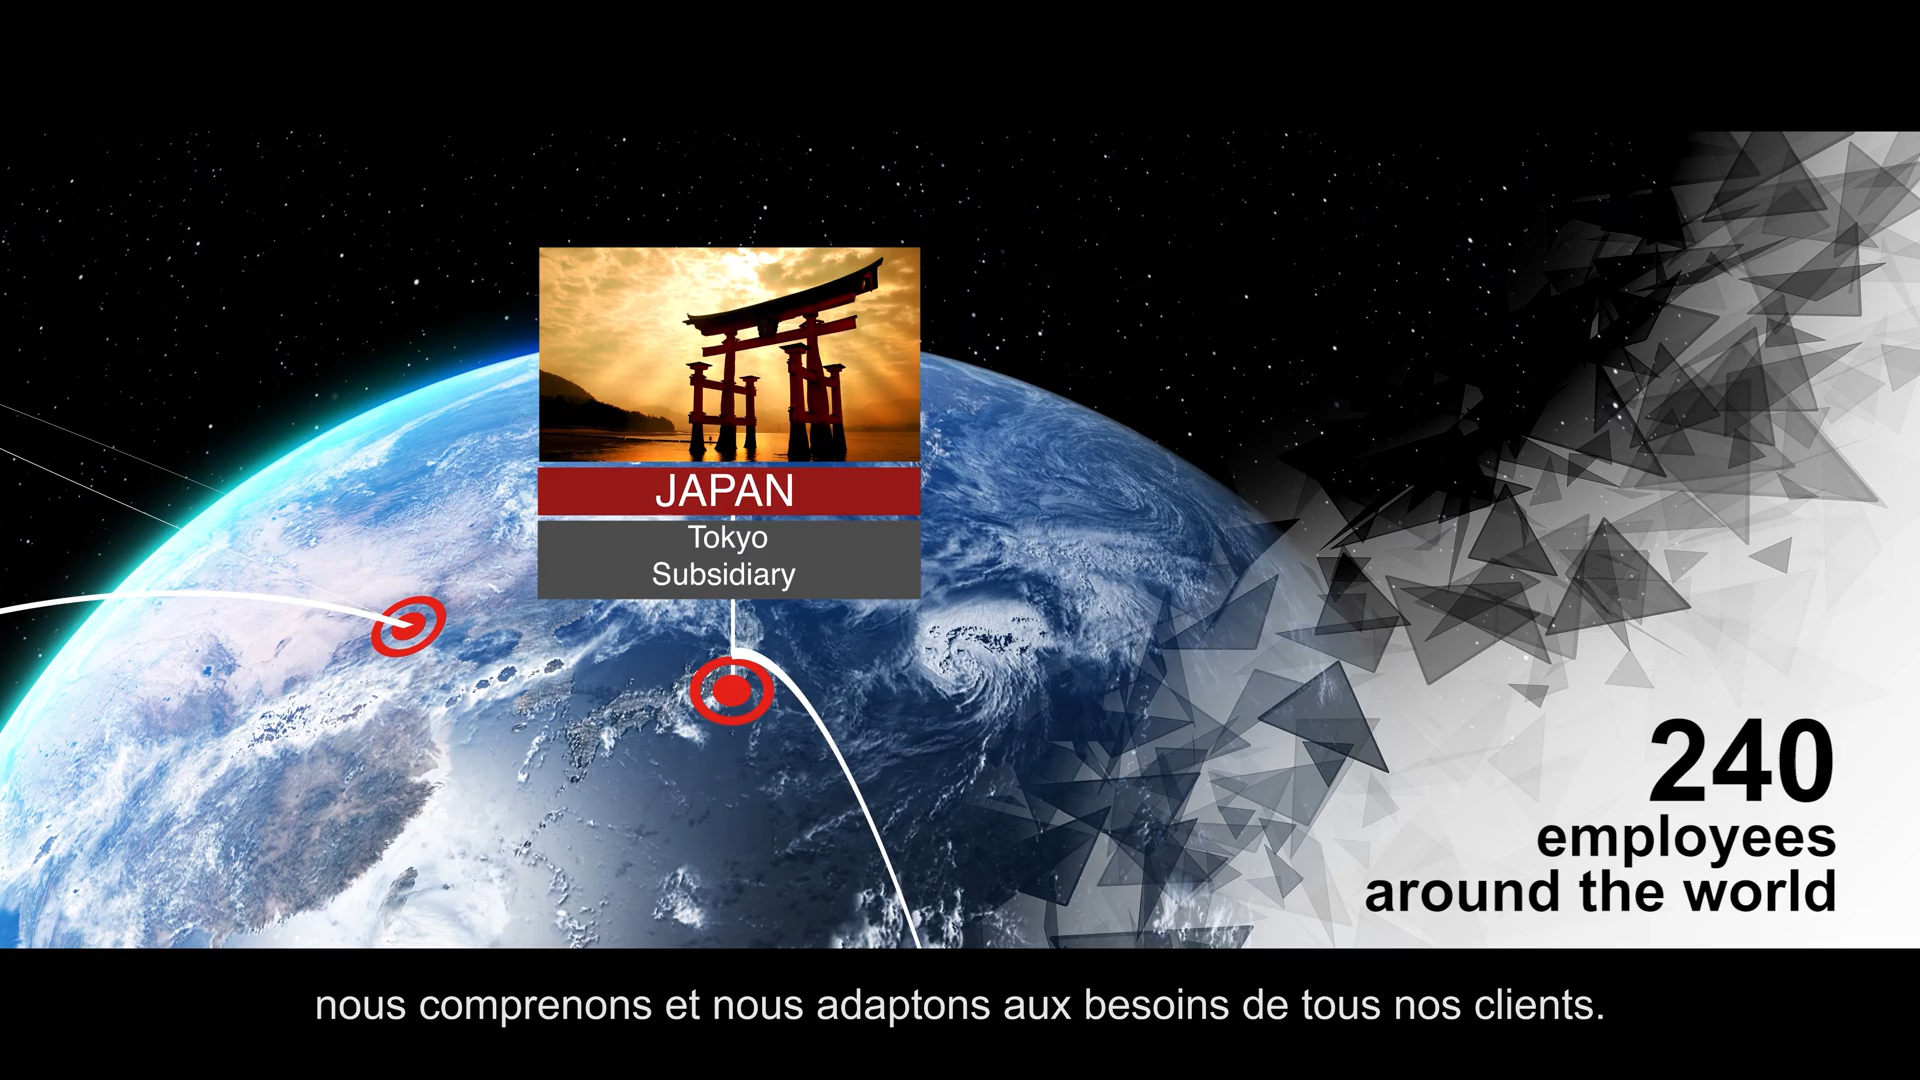 JAPAN
Tokyo
Subsidiary
240
employees
around the world
nous comprenons et nous adaptons aux besoins de tous nos clients.